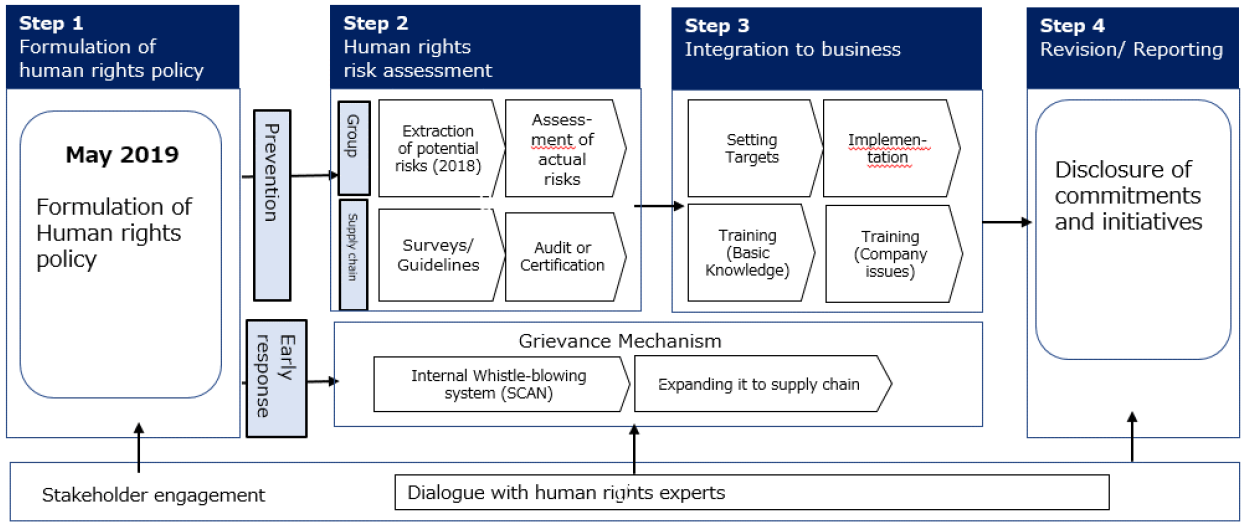 Step 1
Formulation of
human rights policy
May 2019
Formulation of
Human rights
policy
Prevention
Early
response
Step 2
Human rights
risk assessment
Group
Extraction
of potential
risks (2018)
Assess-
ment of
actual
risks
Supply chain
Surveys/
Guidelines
Audit or
Certification
Step 3
Integration to business
Setting
Targets
Implemen-
tation
Training
(Basic
Knowledge)
Training
(Company
issues)
Grievance Mechanism
Internal Whistle-blowing
system (SCAN)
Expanding it to supply chain
Step 4
Revision/ Reporting
Disclosure of
commitments
and initiatives
Stakeholder engagement
Dialogue with human rights experts